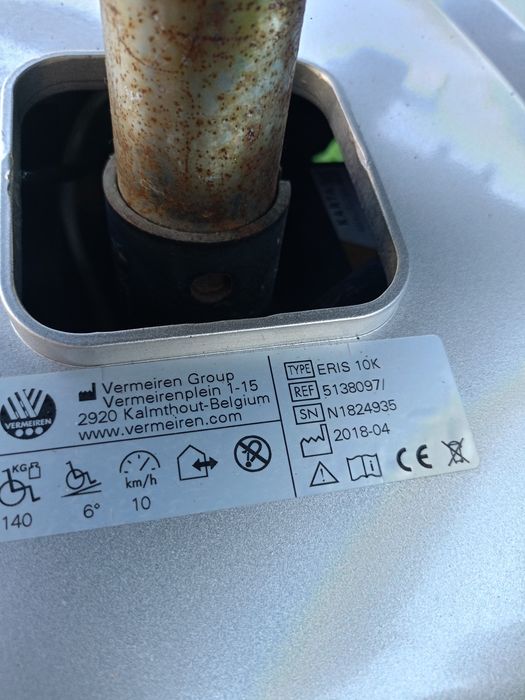 Vermeiren Group
Vermeirenplein 1-15
2920 Kalmthout-Belgium
www.vermeiren.com
VERMEIREN
TYPE ERIS 10K
REF 5138097/
SN N1824935
2018-04
KG
140
6°
km/h
10
CE